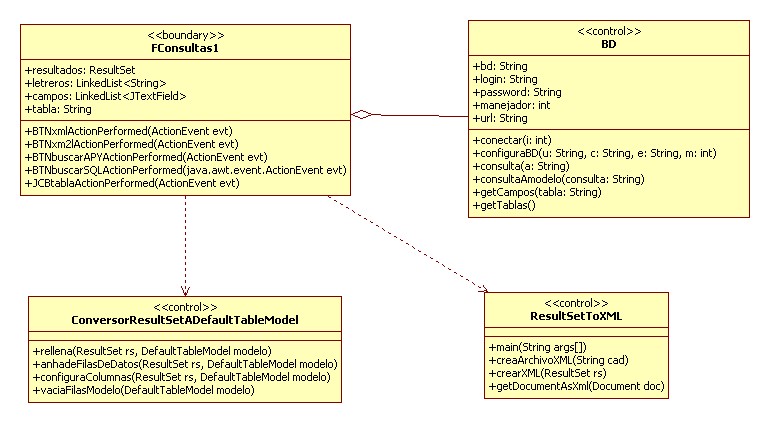 <<boundary>>
FConsultas1
+resultados: ResultSet
+letreros: LinkedList<String>
+campos: LinkedList<JTextField>
+tabla: String
+BTNxmlActionPerformed(ActionEvent evt)
+BTNxm2lActionPerformed(ActionEvent evt)
+BTNbuscarAPYActionPerformed(ActionEvent evt)
+BTNbuscarSQLActionPerformed(java.awt.event.ActionEvent evt)
+JCBtablaActionPerformed(ActionEvent evt)
<<control>>
BD
+bd: String
+login: String
+password: String
+manejador: int
+url: String
+conectar(i: int)
+configuraBD(u: String, c: String, e: String, m: int)
+consulta(a: String)
+consultaAmodelo(consulta: String)
+getCampos(tabla: String)
+getTablas()
<<control>>
ConversorResultSetADefaultTableModel
+rellena(ResultSet rs, DefaultTableModel modelo)
+anhadeFilasDeDatos(ResultSet rs, DefaultTableModel modelo)
+configuraColumnas(ResultSet rs, DefaultTableModel modelo)
+vaciaFilasModelo(DefaultTableModel modelo)
<<control>>
ResultSetToXML
+main(String args[])
+creaArchivoXML(String cad)
+crearXML(ResultSet rs)
+getDocumentAsXml(Document doc)